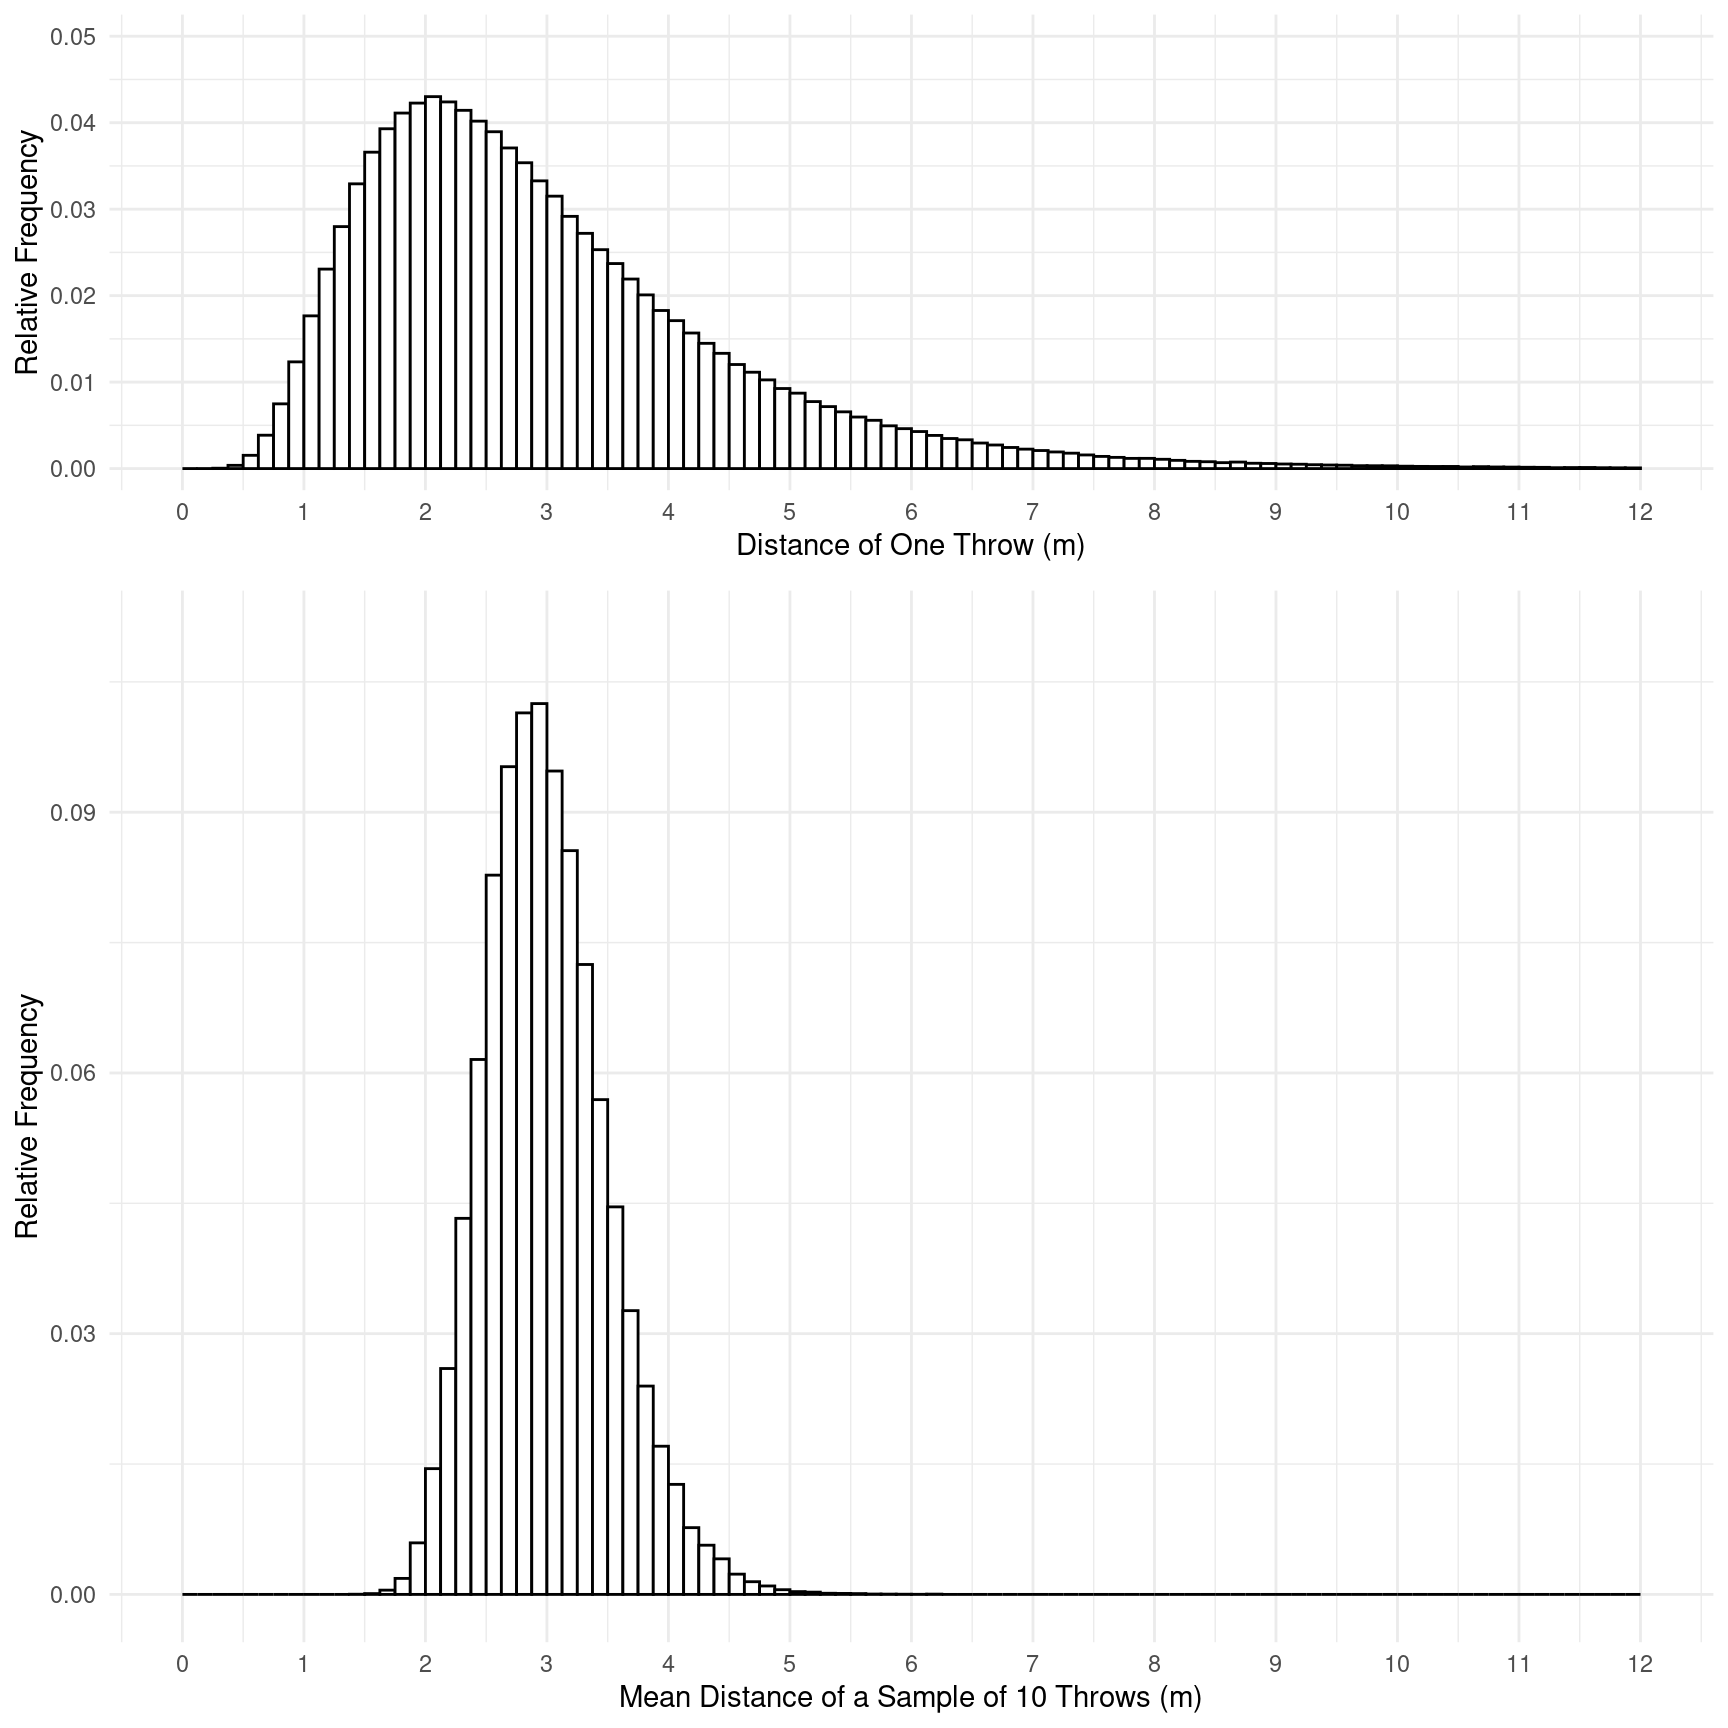 Relative Frequency
0.05
0.04
0.03
0.02
0.01
0.00
0 1 2 3 4 5 6 7 8 9 10 11 12
Distance of One Throw (m)
Relative Frequency
0.09
0.06
0.03
0.00
0 1 2 3 4 5 6 7 8 9 10 11 12
Mean Distance of a Sample of 10 Throws (m)